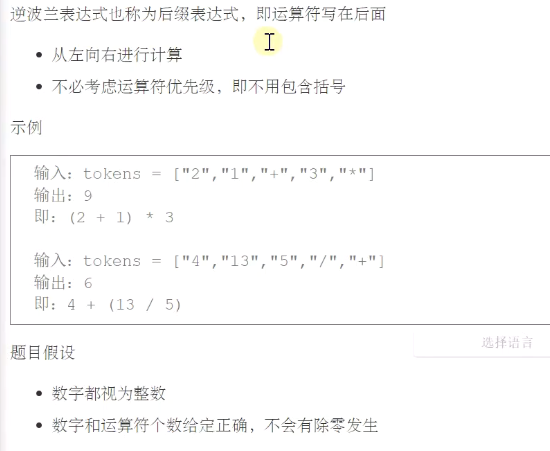 逆波兰表达式也称为后缀表达式，即运算符写在后面
从左向右进行计算
不必考虑运算符优先级，即不用包含括号
示例
输入：tokens = ["2","1","+","3","*"]
输出：9
即：(2 + 1) * 3
输入：tokens = ["4","13","5","/","+"]
输出：6
即：4 + (13 / 5)
选择语言
题目假设
数字都视为整数
数字和运算符个数给定正确，不会有除零发生